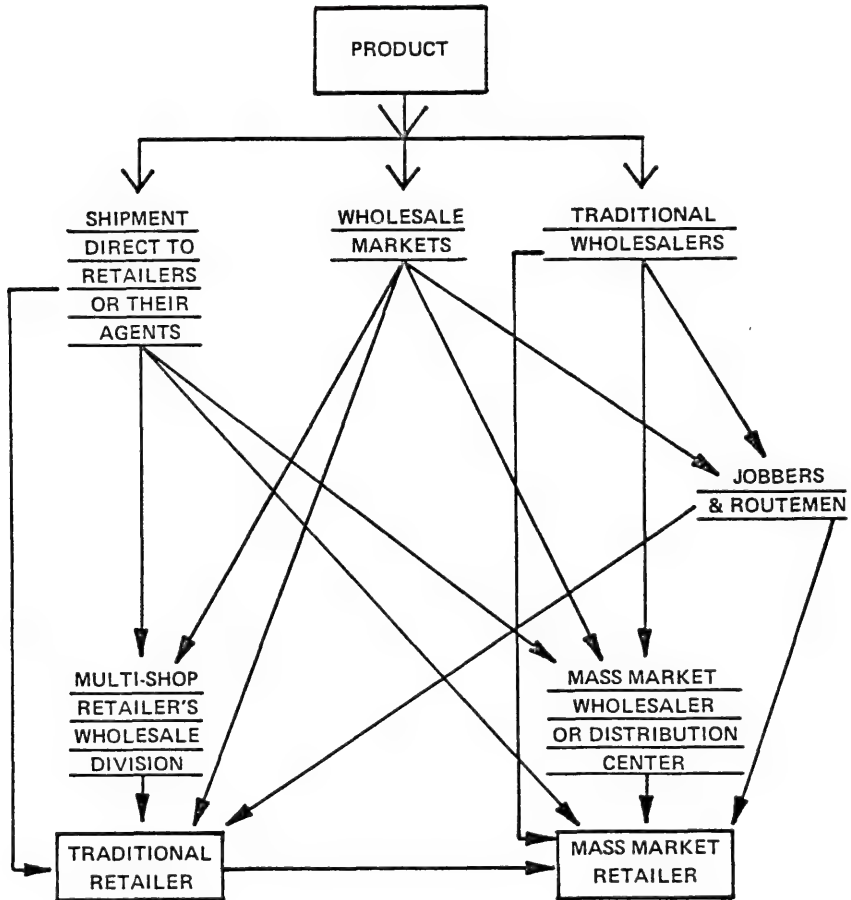 PRODUCT
SHIPMENT
DIRECT TO
RETAILERS
OR THEIR
AGENTS
WHOLESALE
MARKETS
TRADITIONAL
WHOLESALERS
JOBBERS
& ROUTEMEN
MULTI-SHOP
RETAILER'S
WHOLESALE
DIVISION
MASS MARKET
WHOLESALER
OR DISTRIBUTION
CENTER
TRADITIONAL
RETAILER
MASS MARKET
RETAILER